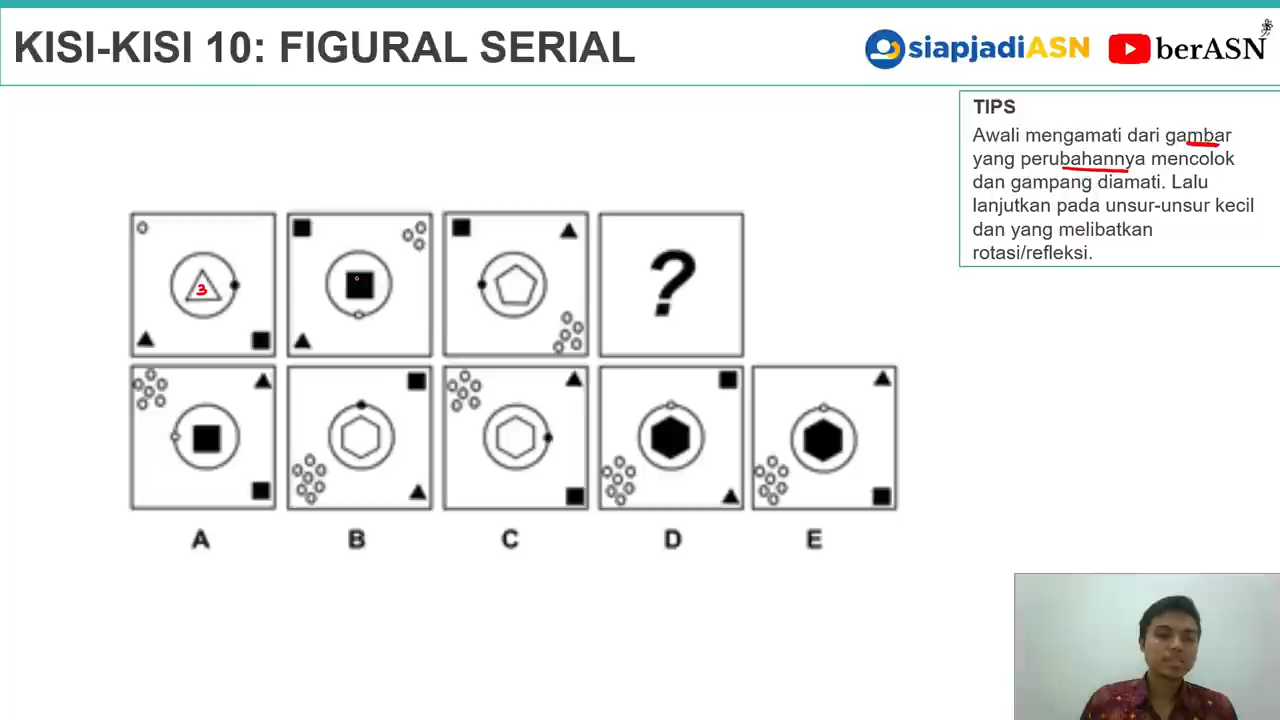 KISI-KISI 10: FIGURAL SERIAL
siapjadiASN
berASN
TIPS
Awali mengamati dari gambar
yang perubahannya mencolok
dan gampang diamati. Lalu
lanjutkan pada unsur-unsur kecil
dan yang melibatkan
rotasi/refleksi.
3
?
A B C D E